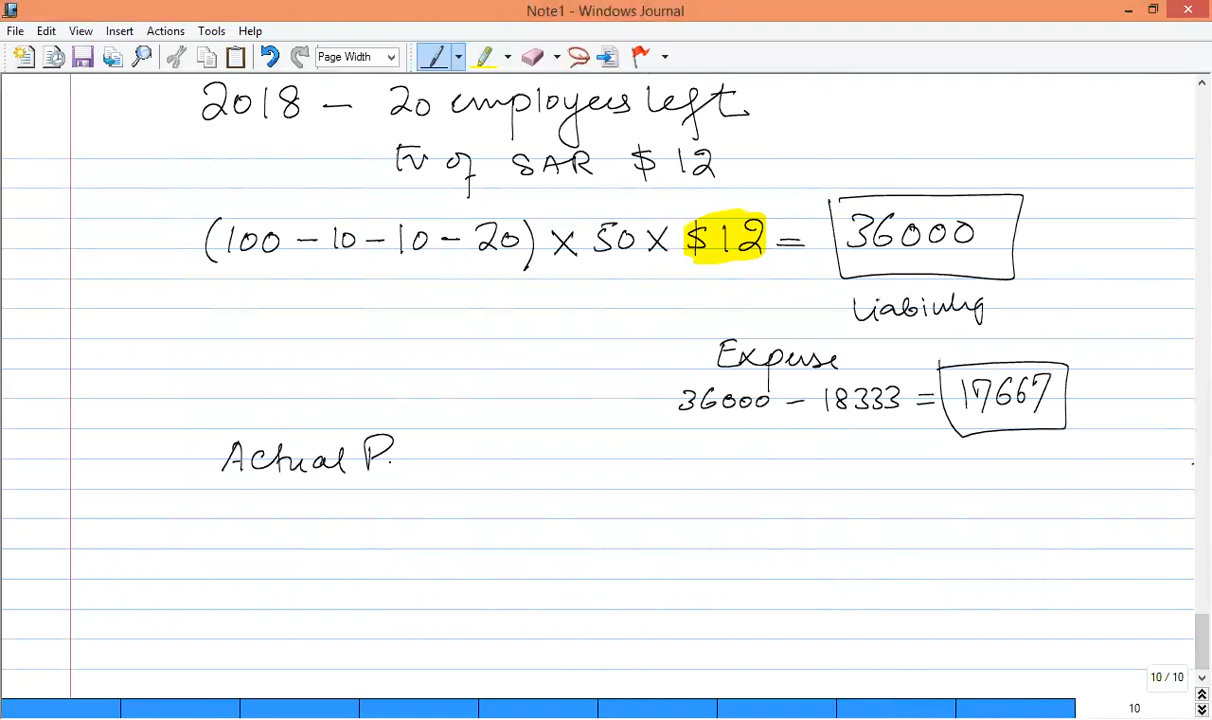 Note1 - Windows Journal
File Edit View Insert Actions Tools Help
Page Width
2018 - 20 employees left
FV of SAR $12
(100 - 10 - 10 - 20) × 50 × $12 = 36000
Liability
Expense
36000 - 18333 = 17667
Actual P.
10 / 10
10